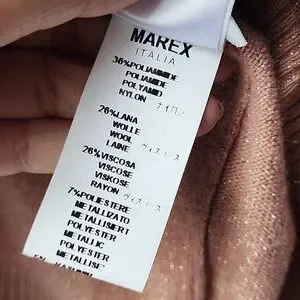 MAREX
ITALIA
36%POLIAMMIDE
POLIAMIDE
POLYAMID
NYLON ナイロン
26%LANA
WOLLE
WOOL
LAINE
26%VISCOSA
VISCOSE
VISKOSE
RAYON
7%POLIESTERE
METALLIZATO
METALLISIERT
POLYESTER
METALLIC
POLYESTER
METALLISE